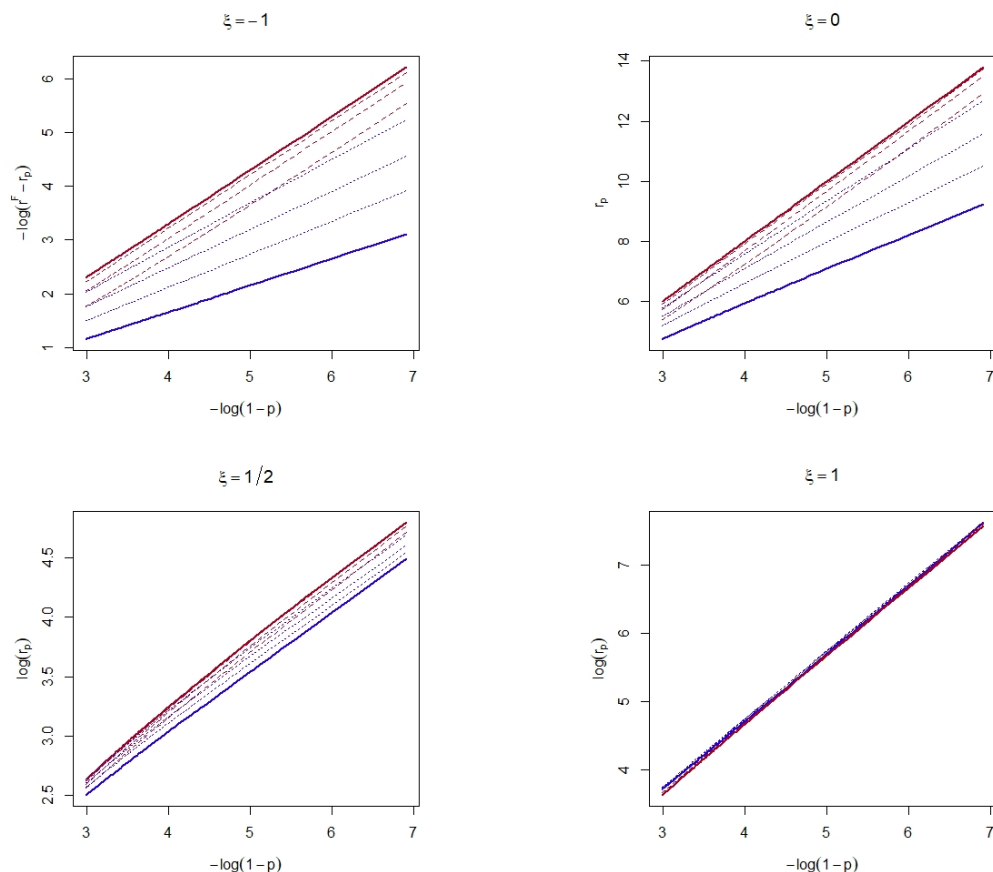 ξ = − 1
−log(r^F − r_p)
6
5
4
3
2
1
3 4 5 6 7
−log(1 − p)
ξ = 0
r_p
14
12
10
8
6
3 4 5 6 7
−log(1 − p)
ξ = 1/2
log(r_p)
4.5
4.0
3.5
3.0
2.5
3 4 5 6 7
−log(1 − p)
ξ = 1
log(r_p)
7
6
5
4
3 4 5 6 7
−log(1 − p)